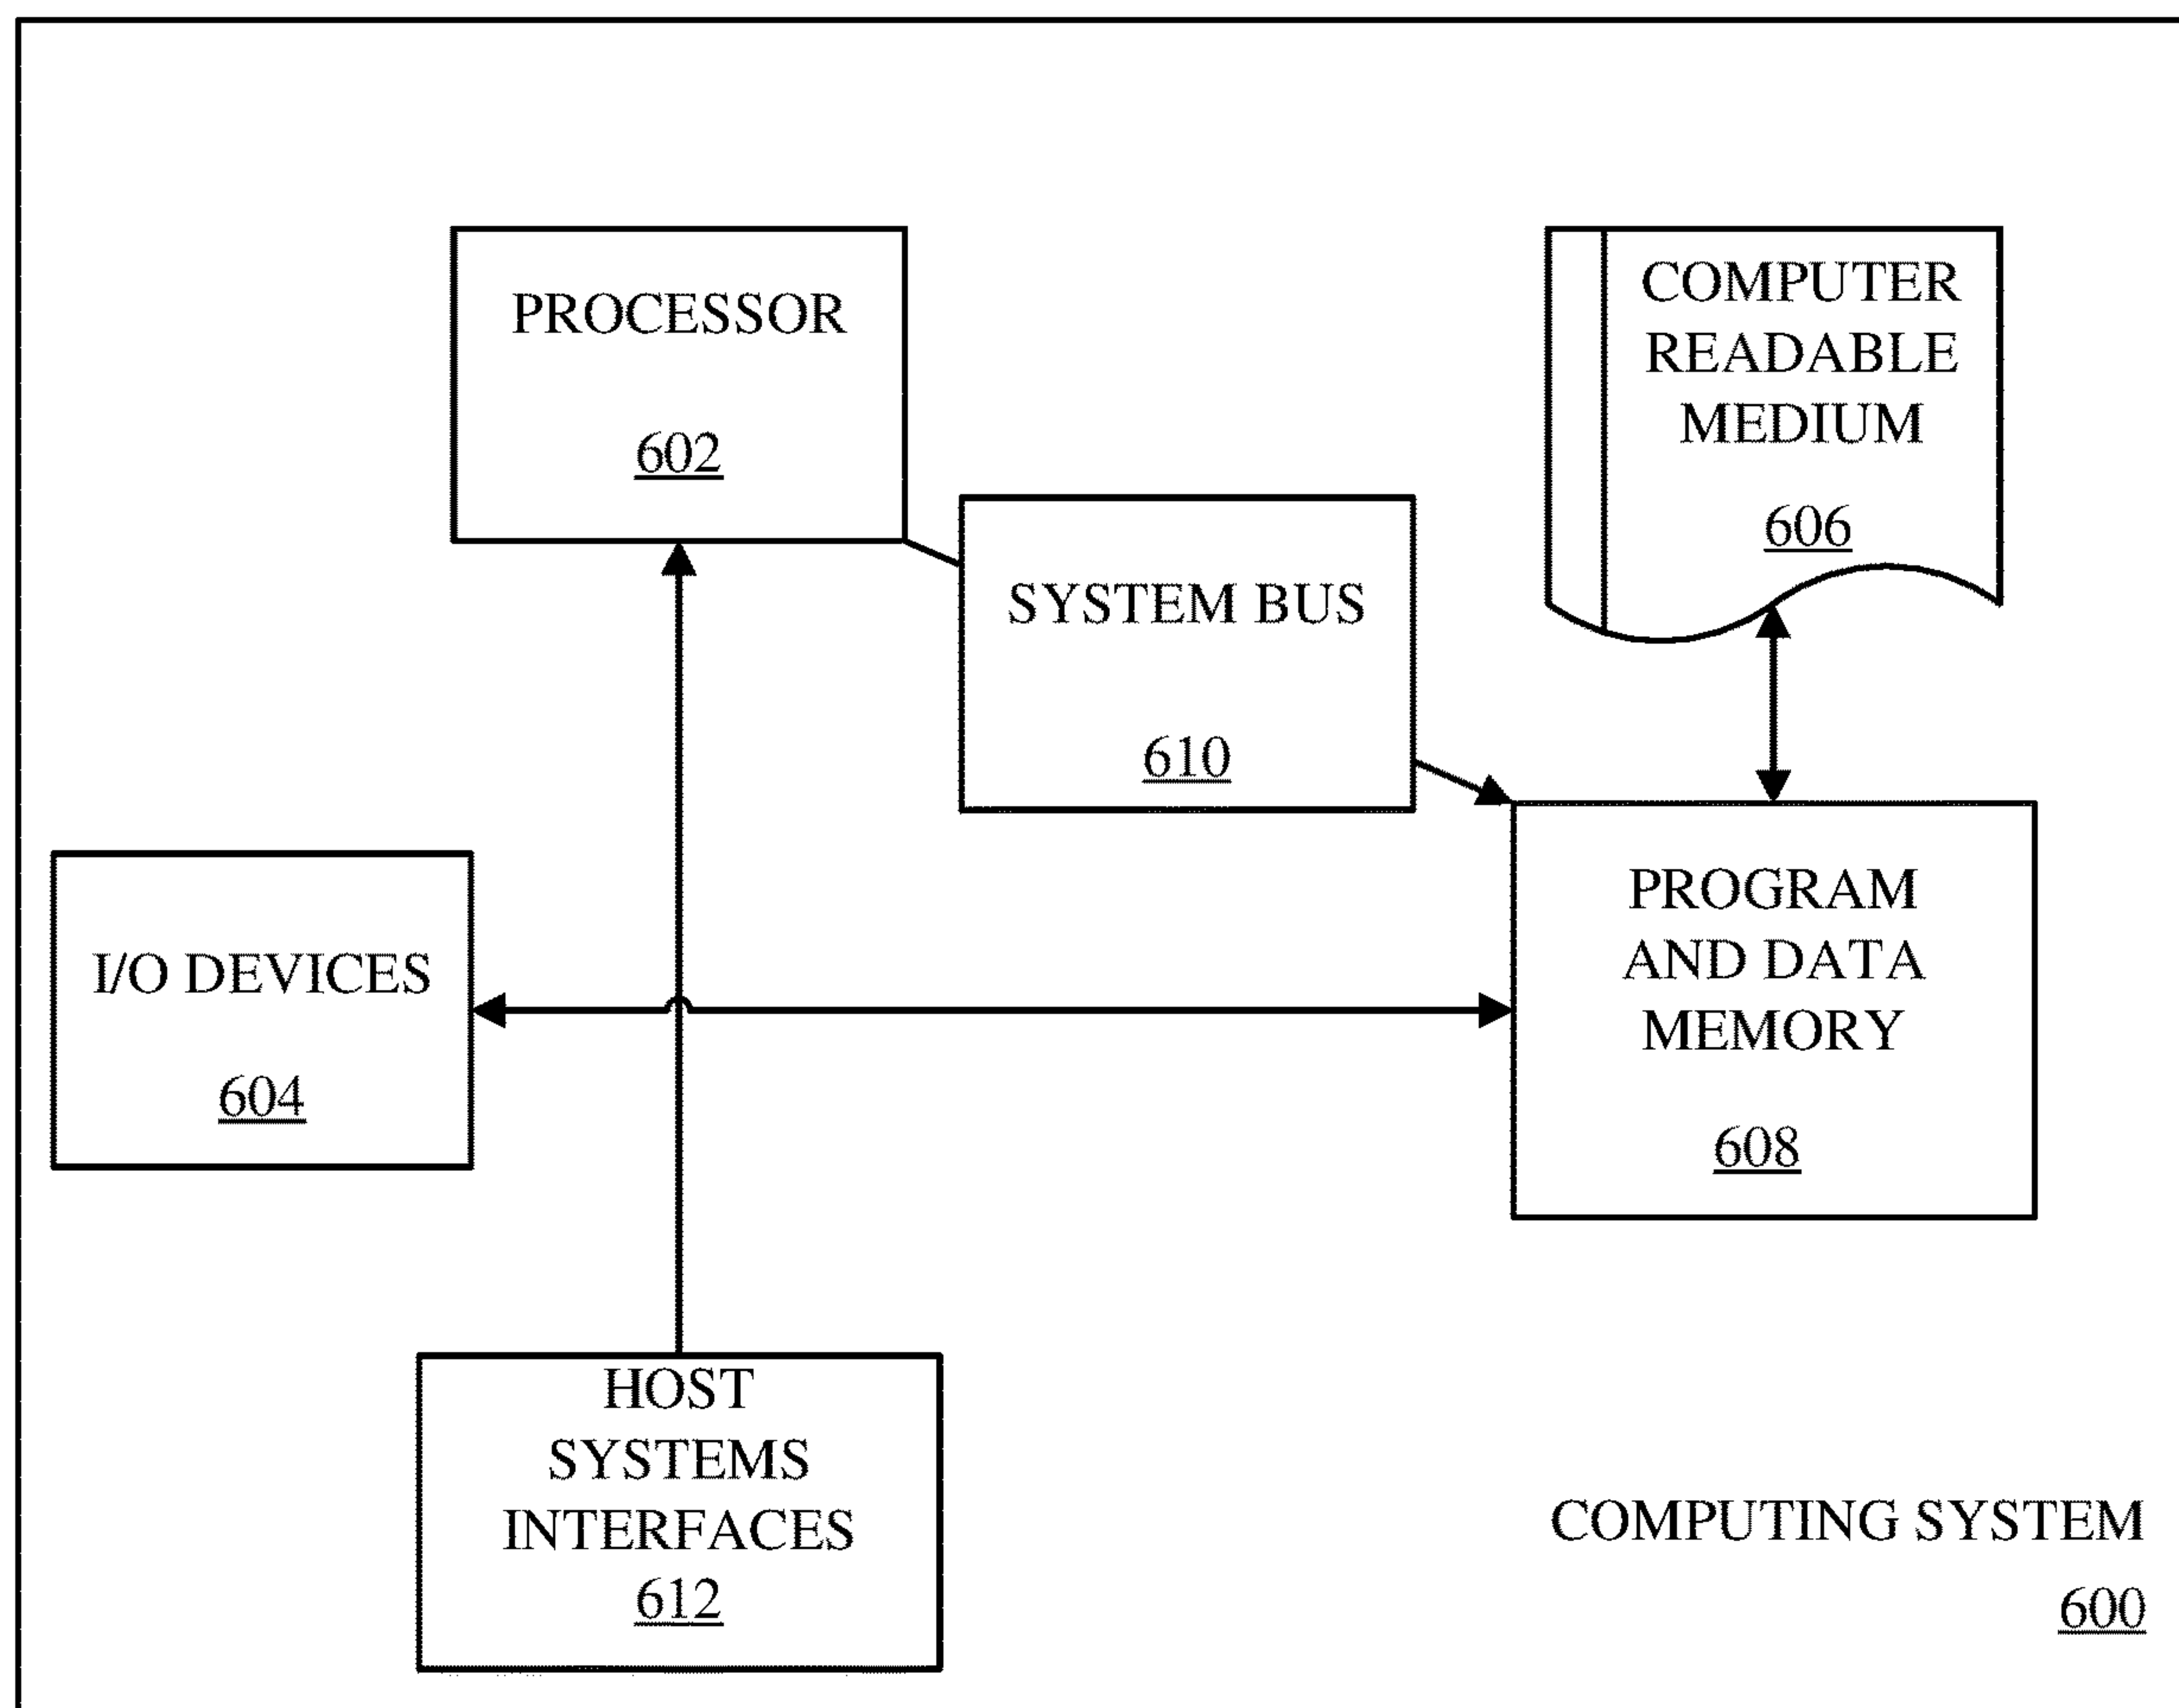 PROCESSOR
602
COMPUTER
READABLE
MEDIUM
606
SYSTEM BUS
610
I/O DEVICES
604
PROGRAM
AND DATA
MEMORY
608
HOST
SYSTEMS
INTERFACES
612
COMPUTING SYSTEM
600